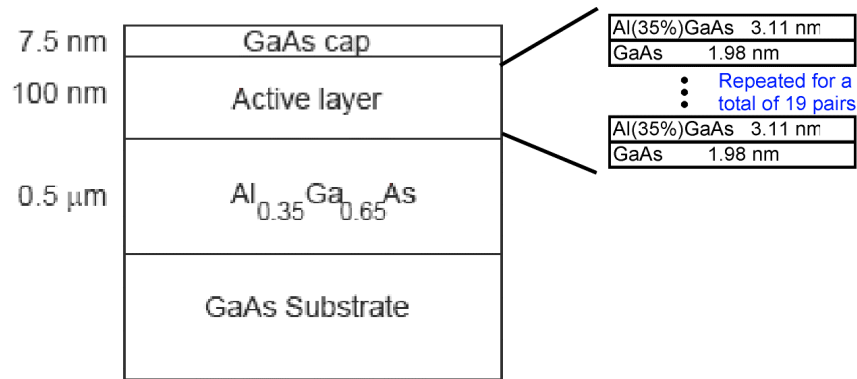 7.5 nm
GaAs cap
100 nm
Active layer
0.5 μm
Al0.35Ga0.65As
GaAs Substrate
Al(35%)GaAs 3.11 nm
GaAs 1.98 nm
Repeated for a
total of 19 pairs
Al(35%)GaAs 3.11 nm
GaAs 1.98 nm